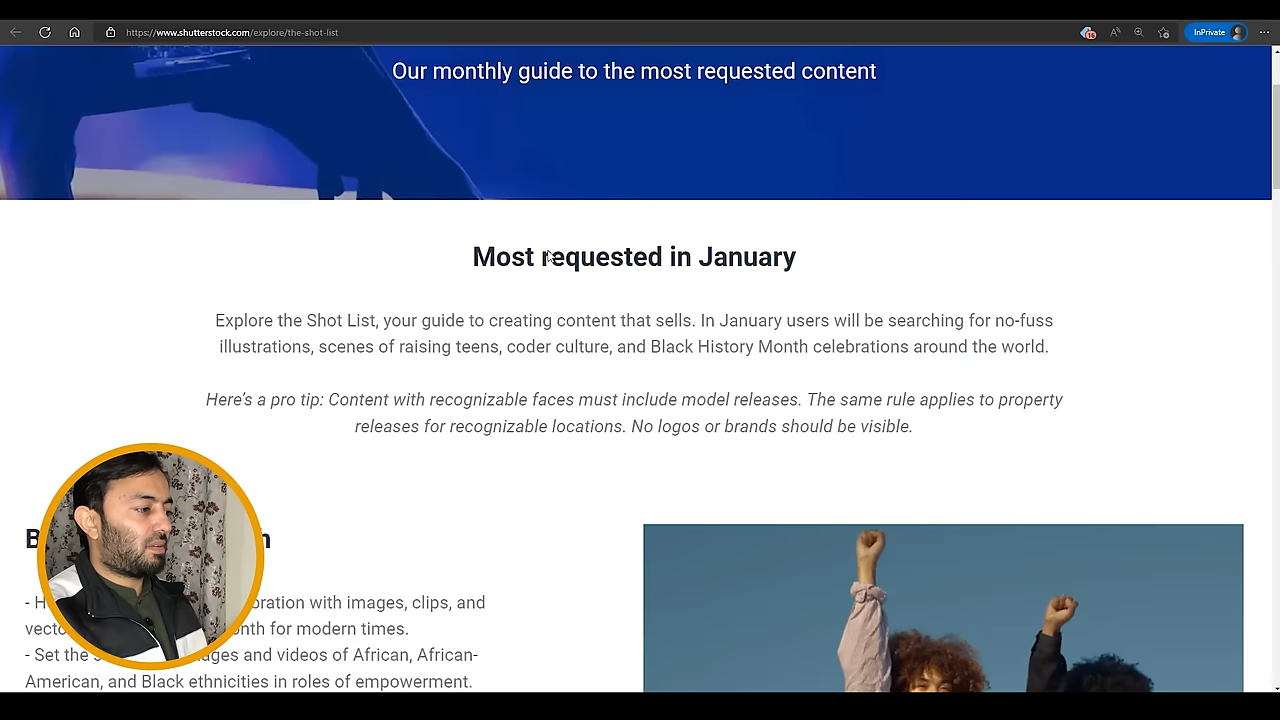 https://www.shutterstock.com/explore/the-shot-list
InPrivate
Our monthly guide to the most requested content
Most requested in January
Explore the Shot List, your guide to creating content that sells. In January users will be searching for no-fuss
illustrations, scenes of raising teens, coder culture, and Black History Month celebrations around the world.
Here's a pro tip: Content with recognizable faces must include model releases. The same rule applies to property
releases for recognizable locations. No logos or brands should be visible.
with images, clips, and
for modern times.
- Set the and videos of African, African-
American, and Black ethnicities in roles of empowerment.